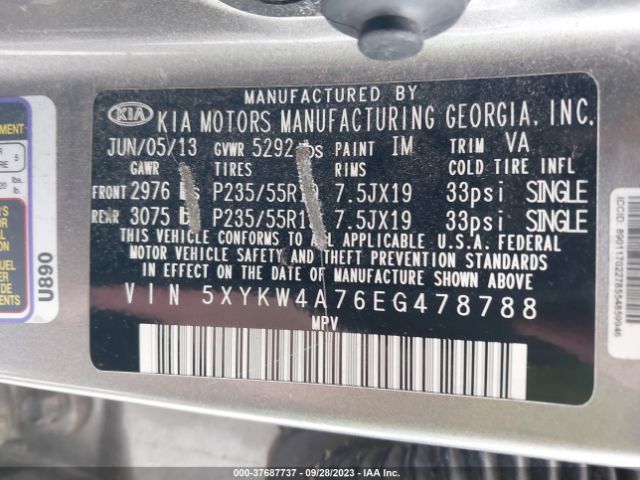 MANUFACTURED BY
KIA KIA MOTORS MANUFACTURING GEORGIA, INC.
JUN/05/13 GVWR 5292 lbs PAINT IM TRIM VA
GAWR TIRES RIMS COLD TIRE INFL
FRONT 2976 P235/55R19 7.5JX19 33psi SINGLE
REAR 3075 P235/55R19 7.5JX19 33psi SINGLE
THIS VEHICLE CONFORMS TO ALL APPLICABLE U.S.A. FEDERAL
MOTOR VEHICLE SAFETY AND THEFT PREVENTION STANDARDS
IN EFFECT ON THE DATE OF MANUFACTURE SHOWN ABOVE.
VIN 5XYKW4A76EG478788
MPV
U890
ICCID: 
000-37687737 - 09/28/2023 - IAA Inc.